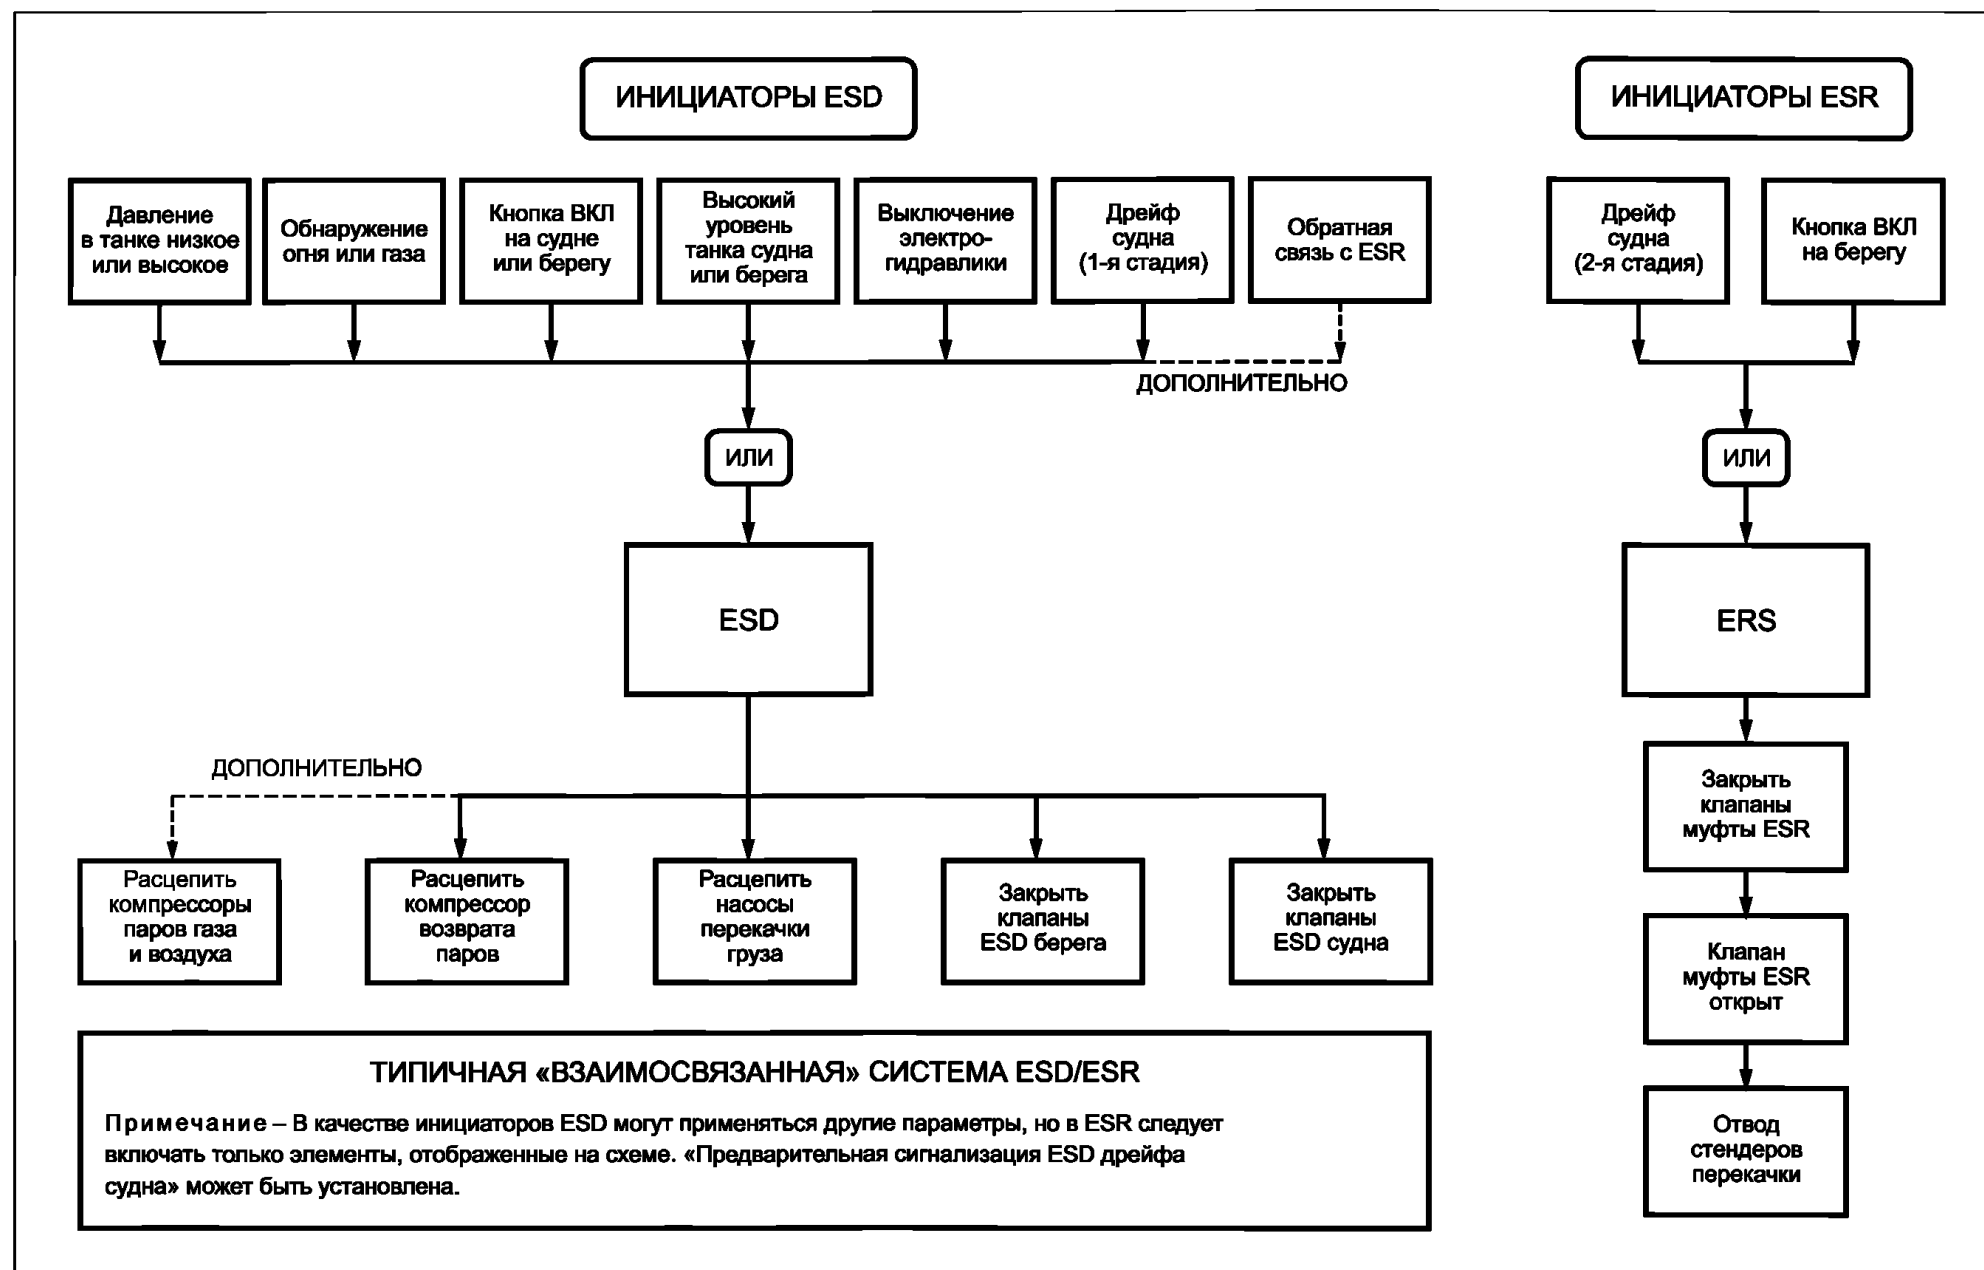 ИНИЦИАТОРЫ ESD
ИНИЦИАТОРЫ ESR
Давление
в танке низкое
или высокое
Обнаружение
огня или газа
Кнопка ВКЛ
на судне
или берегу
Высокий
уровень
танка судна
или берега
Выключение
электро-
гидравлики
Дрейф
судна
(1-я стадия)
Обратная
связь с ESR
Дрейф
судна
(2-я стадия)
Кнопка ВКЛ
на берегу
ДОПОЛНИТЕЛЬНО
ИЛИ
ИЛИ
ESD
ERS
ДОПОЛНИТЕЛЬНО
Расцепить
компрессоры
паров газа
и воздуха
Расцепить
компрессор
возврата
паров
Расцепить
насосы
перекачки
груза
Закрыть
клапаны
ESD берега
Закрыть
клапаны
ESD судна
Закрыть
клапаны
муфты ESR
Клапан
муфты ESR
открыт
Отвод
стендеров
перекачки
ТИПИЧНАЯ «ВЗАИМОСВЯЗАННАЯ» СИСТЕМА ESD/ESR
Примечание – В качестве инициаторов ESD могут применяться другие параметры, но в ESR следует
включать только элементы, отображенные на схеме. «Предварительная сигнализация ESD дрейфа
судна» может быть установлена.